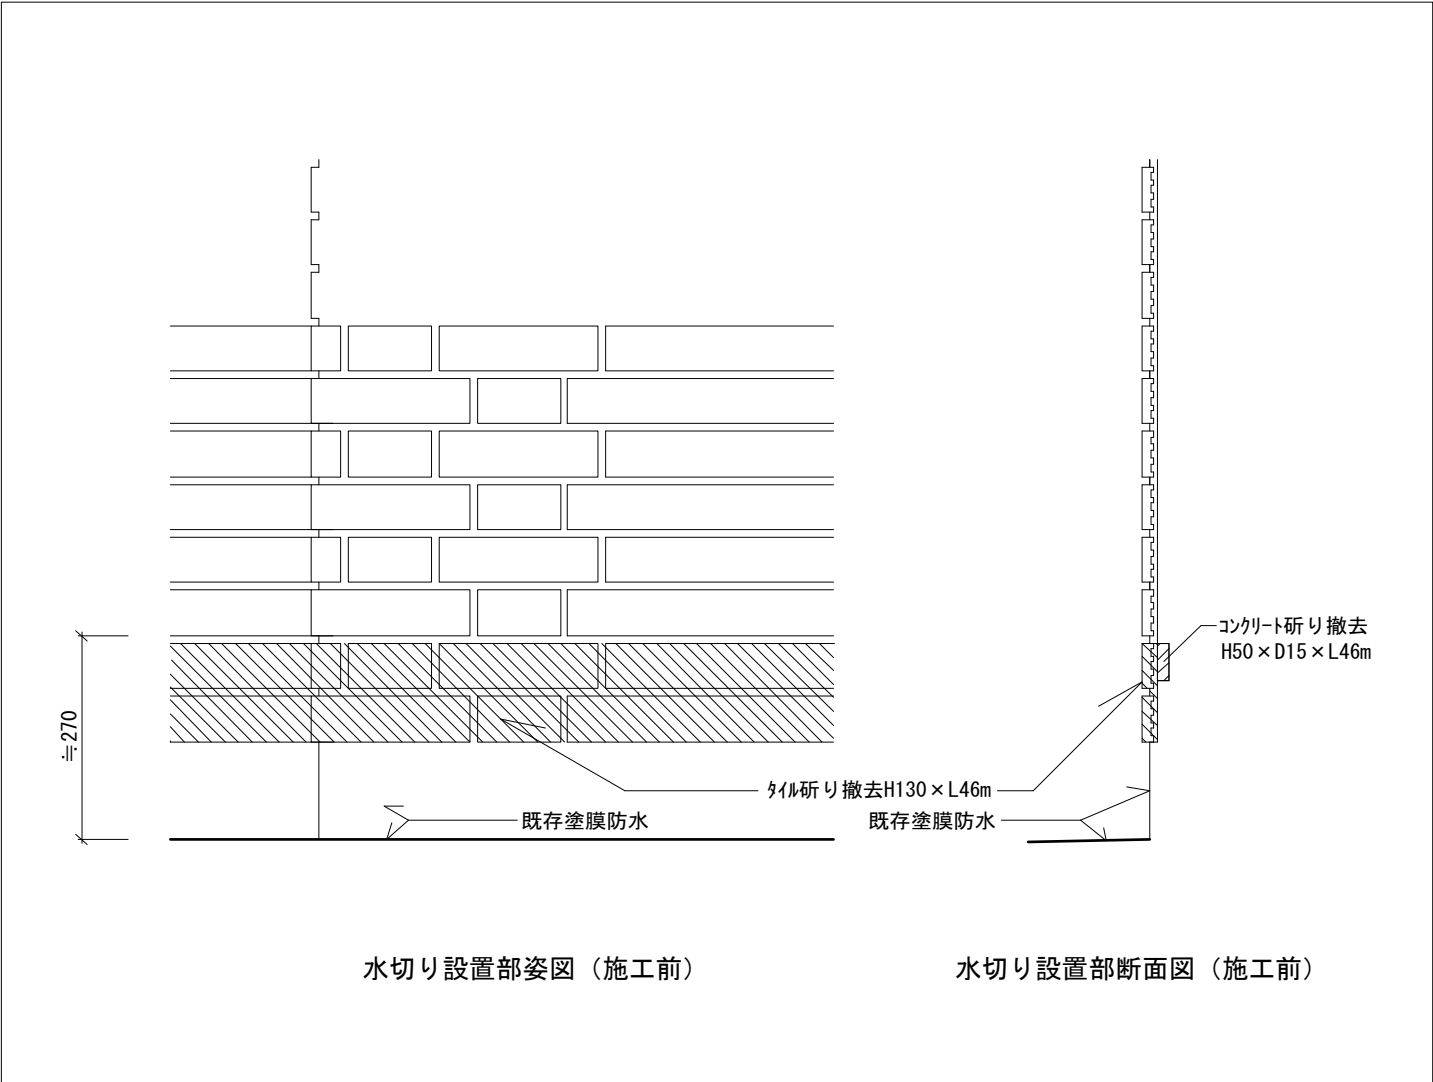 コンクリート斫り撤去
H50×D15×L46m
≒270
タイル斫り撤去H130×L46m
既存塗膜防水
既存塗膜防水
水切り設置部姿図（施工前）
水切り設置部断面図（施工前）